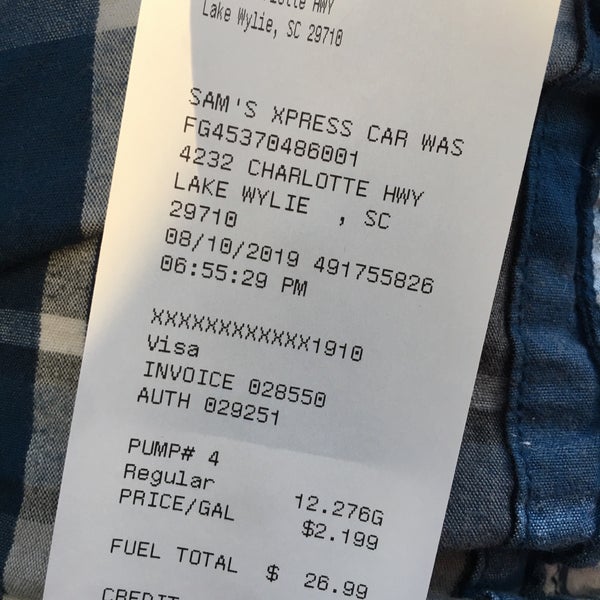 HWY
Lake Wylie, SC 29710
SAM'S XPRESS CAR WAS
FG45370486001
4232 CHARLOTTE HWY
LAKE WYLIE , SC
29710
08/10/2019 491755826
06:55:29 PM
XXXXXXXXXXXX1910
Visa
INVOICE 028550
AUTH 029251
PUMP# 4
Regular 12.276G
PRICE/GAL $2.199
FUEL TOTAL $ 26.99
CREDIT